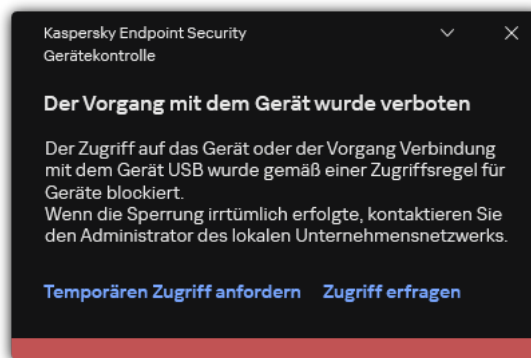 Kaspersky Endpoint Security
Gerätekontrolle
Der Vorgang mit dem Gerät wurde verboten
Der Zugriff auf das Gerät oder der Vorgang Verbindung
mit dem Gerät USB wurde gemäß einer Zugriffsregel für
Geräte blockiert.
Wenn die Sperrung irrtümlich erfolgte, kontaktieren Sie
den Administrator des lokalen Unternehmensnetzwerks.
Temporären Zugriff anfordern Zugriff erfragen